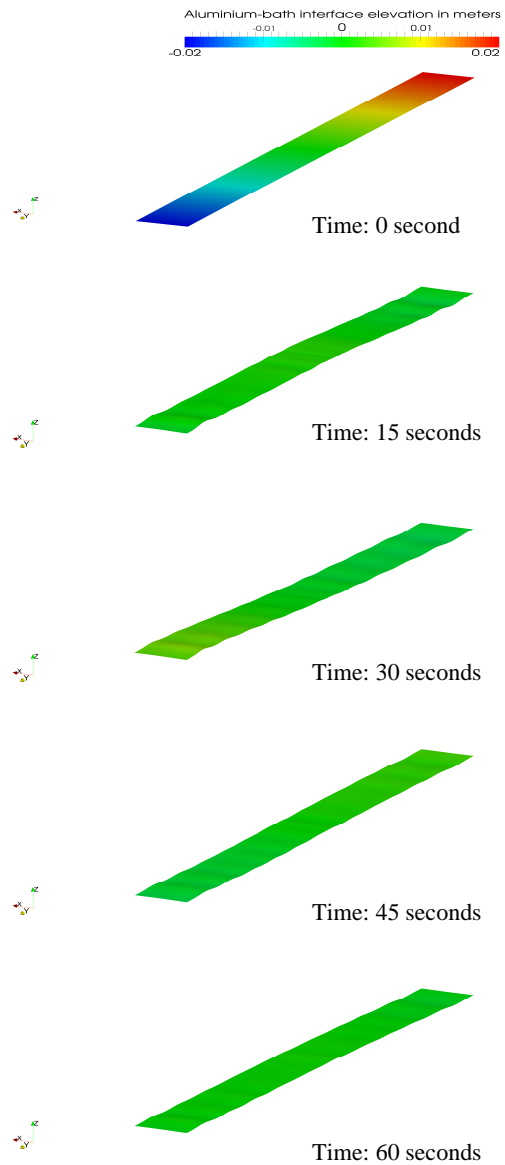 Aluminium-bath interface elevation in meters
-0.02 -0.01 0 0.01 0.02
Z
X
Y
Time: 0 second
Z
X
Y
Time: 15 seconds
Z
X
Y
Time: 30 seconds
Z
X
Y
Time: 45 seconds
Z
X
Y
Time: 60 seconds